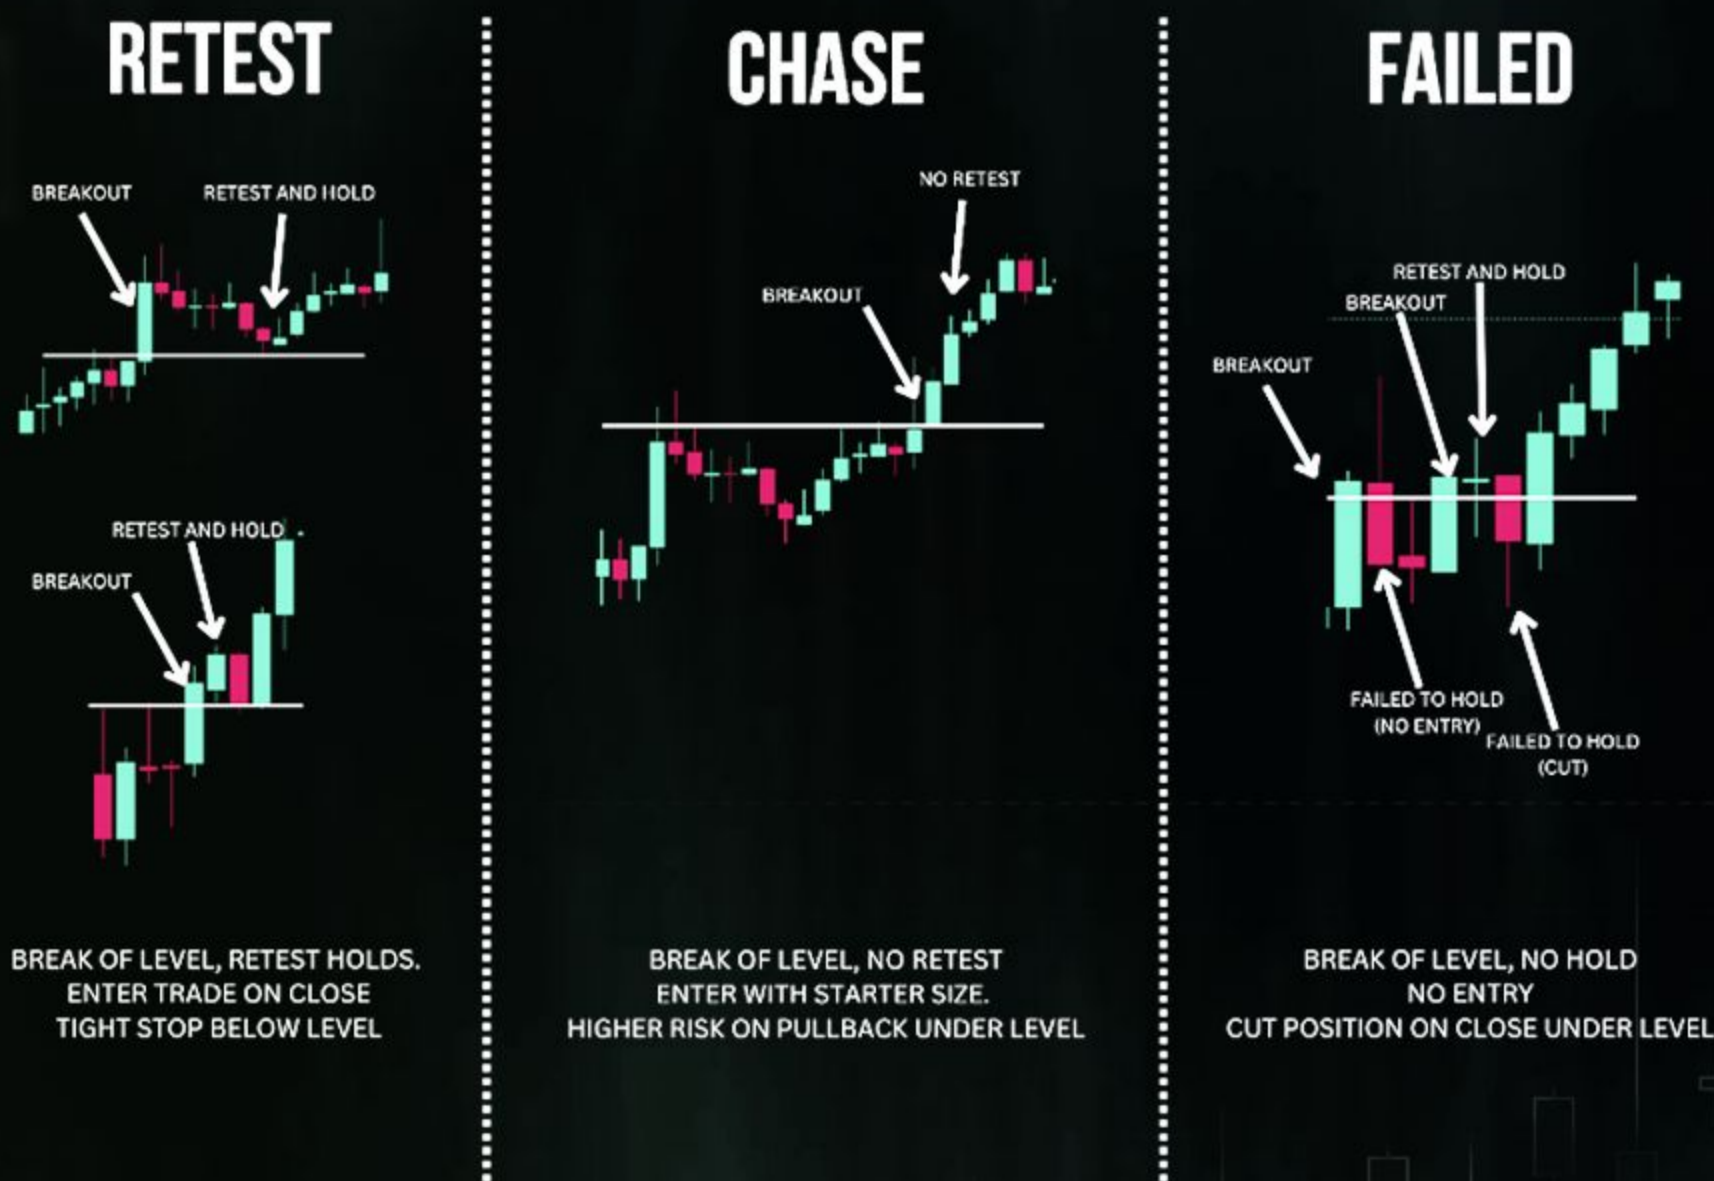 RETEST
BREAKOUT
RETEST AND HOLD
RETEST AND HOLD
BREAKOUT
BREAK OF LEVEL, RETEST HOLDS.
ENTER TRADE ON CLOSE
TIGHT STOP BELOW LEVEL
CHASE
NO RETEST
BREAKOUT
BREAK OF LEVEL, NO RETEST
ENTER WITH STARTER SIZE.
HIGHER RISK ON PULLBACK UNDER LEVEL
FAILED
RETEST AND HOLD
BREAKOUT
BREAKOUT
FAILED TO HOLD
(NO ENTRY)
FAILED TO HOLD
(CUT)
BREAK OF LEVEL, NO HOLD
NO ENTRY
CUT POSITION ON CLOSE UNDER LEVEL